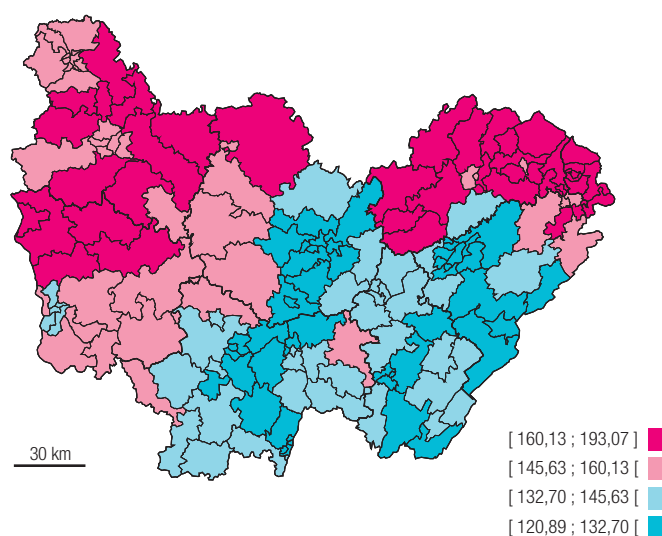 30 km
[ 160,13 ; 193,07 ]
[ 145,63 ; 160,13 [
[ 132,70 ; 145,63 [
[ 120,89 ; 132,70 [